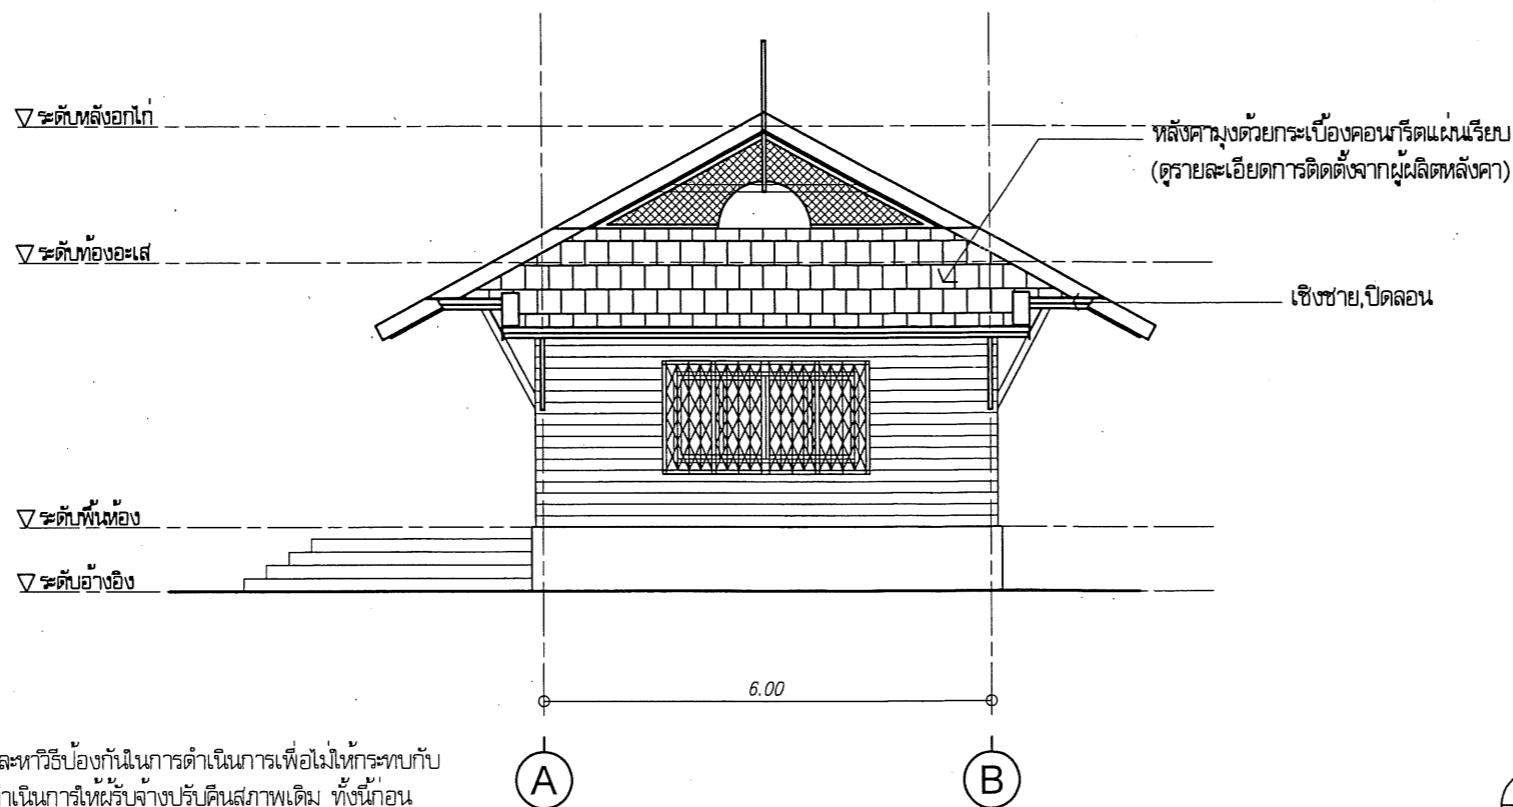 ระดับหลังอกไก่
หลังคามุงด้วยกระเบื้องคอนกรีตแผ่นเรียบ
(ดูรายละเอียดการติดตั้งจากผู้ผลิตหลังคา)
ระดับท้องอะเส
เชิงชาย,ปิดลอน
ระดับพื้นห้อง
ระดับอ้างอิง
6.00
ละหาวิธีป้องกันในการดำเนินการเพื่อไม่ให้กระทบกับ
ำเนินการให้ผู้รับจ้างปรับคืนสภาพเดิม ทั้งนี้ก่อน
A
B